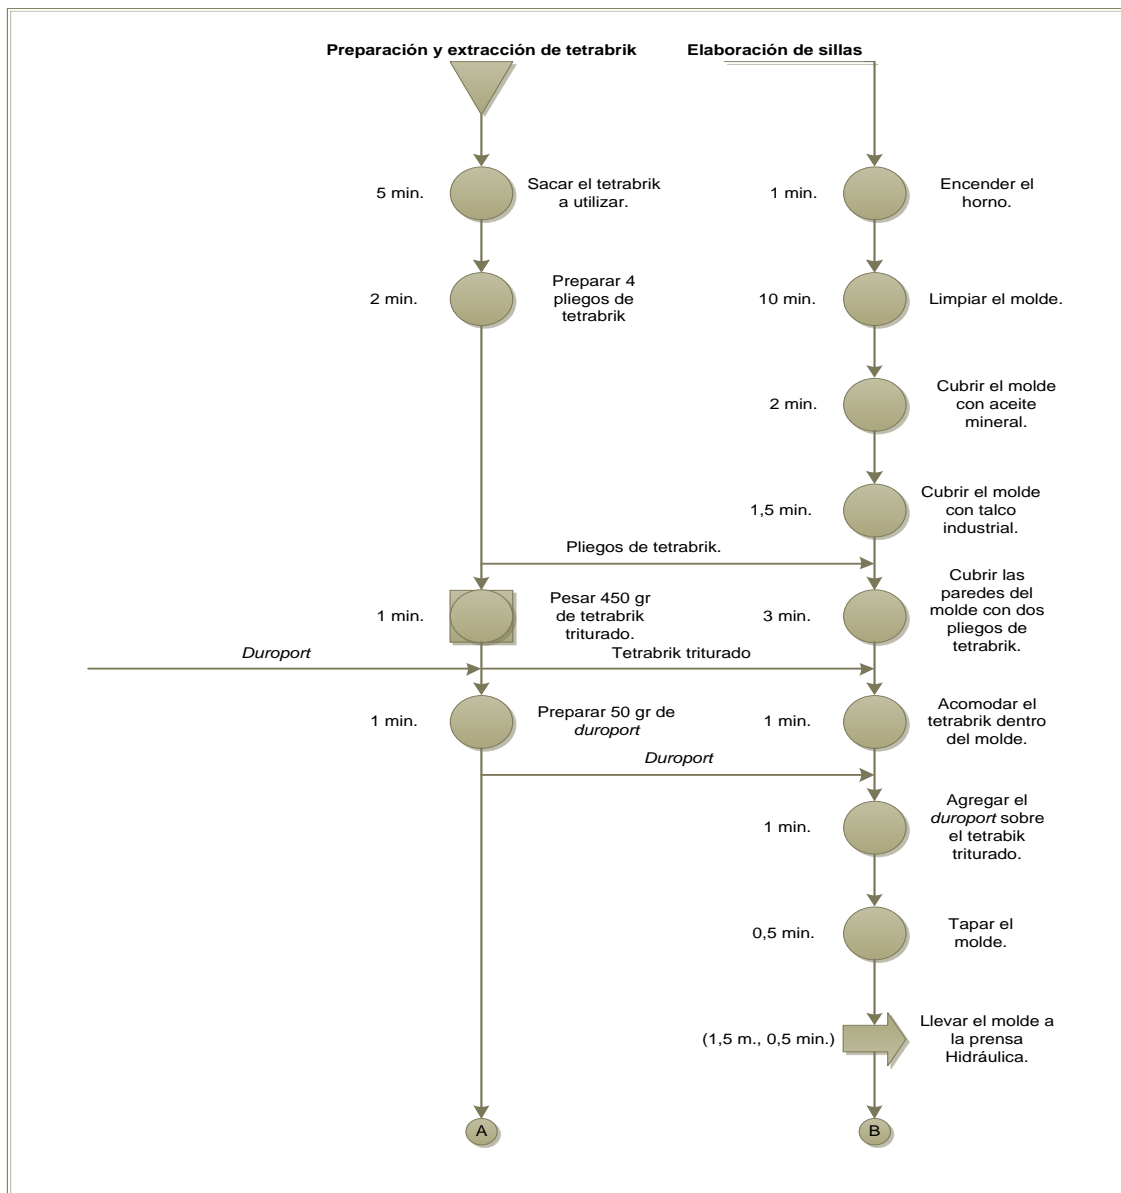 Preparación y extracción de tetrabrik
Elaboración de sillas
5 min.
Sacar el tetrabrik
a utilizar.
1 min.
Encender el
horno.
2 min.
Preparar 4
pliegos de
tetrabrik
10 min.
Limpiar el molde.
2 min.
Cubrir el molde
con aceite
mineral.
1,5 min.
Cubrir el molde
con talco
industrial.
Pliegos de tetrabrik.
1 min.
Pesar 450 gr
de tetrabrik
triturado.
3 min.
Cubrir las
paredes del
molde con dos
pliegos de
tetrabrik.
Duroport
Tetrabrik triturado
1 min.
Preparar 50 gr de
duroport
1 min.
Acomodar el
tetrabrik dentro
del molde.
Duroport
1 min.
Agregar el
duroport sobre
el tetrabik
triturado.
0,5 min.
Tapar el
molde.
(1,5 m., 0,5 min.)
Llevar el molde a
la prensa
Hidráulica.
A
B